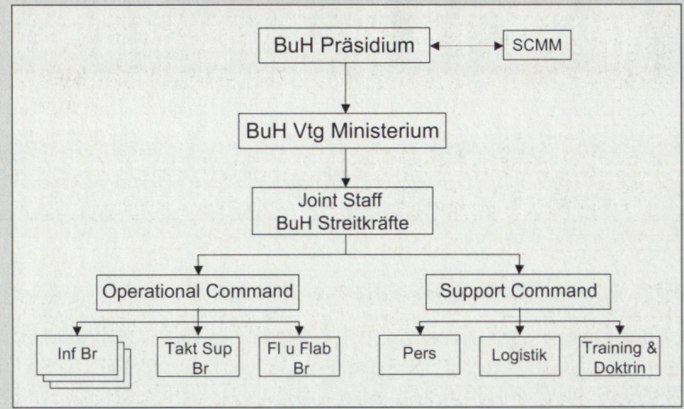 BuH Präsidium
SCMM
BuH Vtg Ministerium
Joint Staff
BuH Streitkräfte
Operational Command
Support Command
Inf Br
Takt Sup
Br
Fl u Flab
Br
Pers
Logistik
Training &
Doktrin